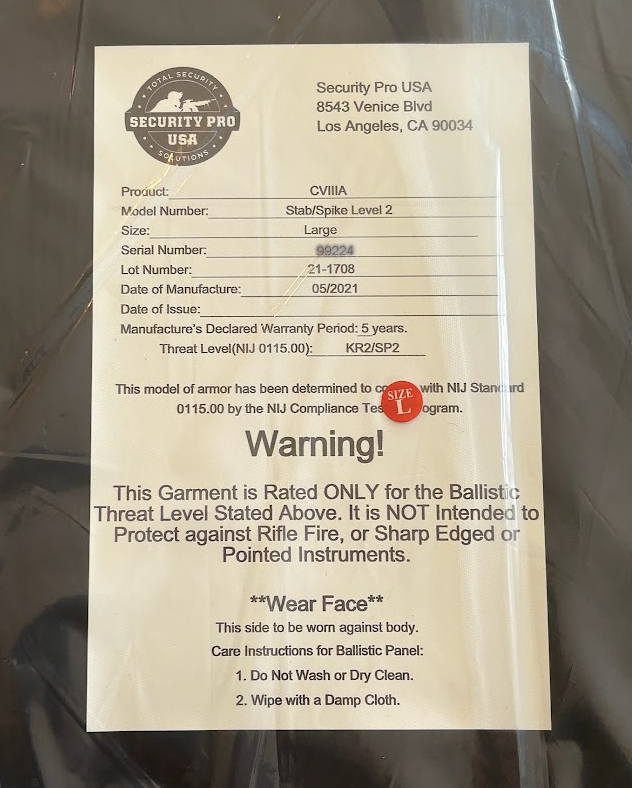 TOTAL SECURITY
SECURITY PRO
USA
SOLUTIONS
Security Pro USA
8543 Venice Blvd
Los Angeles, CA 90034
Product: CVIIIA
Model Number: Stab/Spike Level 2
Size: Large
Serial Number: 99224
Lot Number: 21-1708
Date of Manufacture: 05/2021
Date of Issue:
Manufacture's Declared Warranty Period: 5 years.
Threat Level(NIJ 0115.00): KR2/SP2
This model of armor has been determined to with NIJ Standard
0115.00 by the NIJ Compliance
SIZE
L
Warning!
This Garment is Rated ONLY for the Ballistic
Threat Level Stated Above. It is NOT Intended to
Protect against Rifle Fire, or Sharp Edged or
Pointed Instruments.
**Wear Face**
This side to be worn against body.
Care Instructions for Ballistic Panel:
1. Do Not Wash or Dry Clean.
2. Wipe with a Damp Cloth.